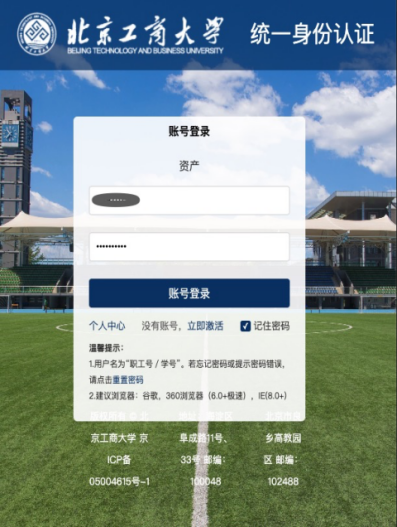 北京工商大学 统一身份认证
BEIJING TECHNOLOGY AND BUSINESS UNIVERSITY
账号登录
资产
账号登录
个人中心 没有账号，立即激活 记住密码
温馨提示：
1.用户名为“职工号 / 学号”。若忘记密码或提示密码错误，
请点击重置密码
2.建议浏览器：谷歌，360浏览器（6.0+极速），IE(8.0+)
京工商大学 京 阜成路11号、 乡高教园
ICP备 33号 邮编： 区 邮编：
05004615号-1 100048 102488